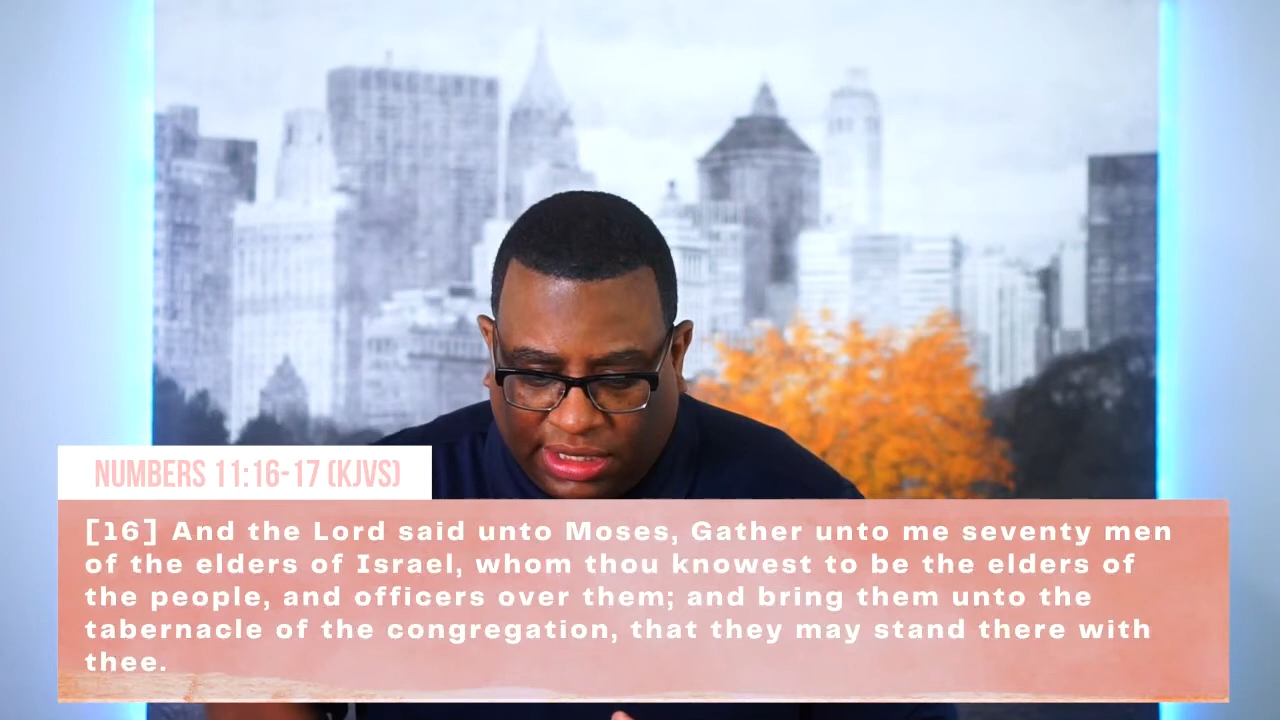 NUMBERS 11:16-17 (KJVS)
[16] And the Lord said unto Moses, Gather unto me seventy men
of the elders of Israel, whom thou knowest to be the elders of
the people, and officers over them; and bring them unto the
tabernacle of the congregation, that they may stand there with
thee.